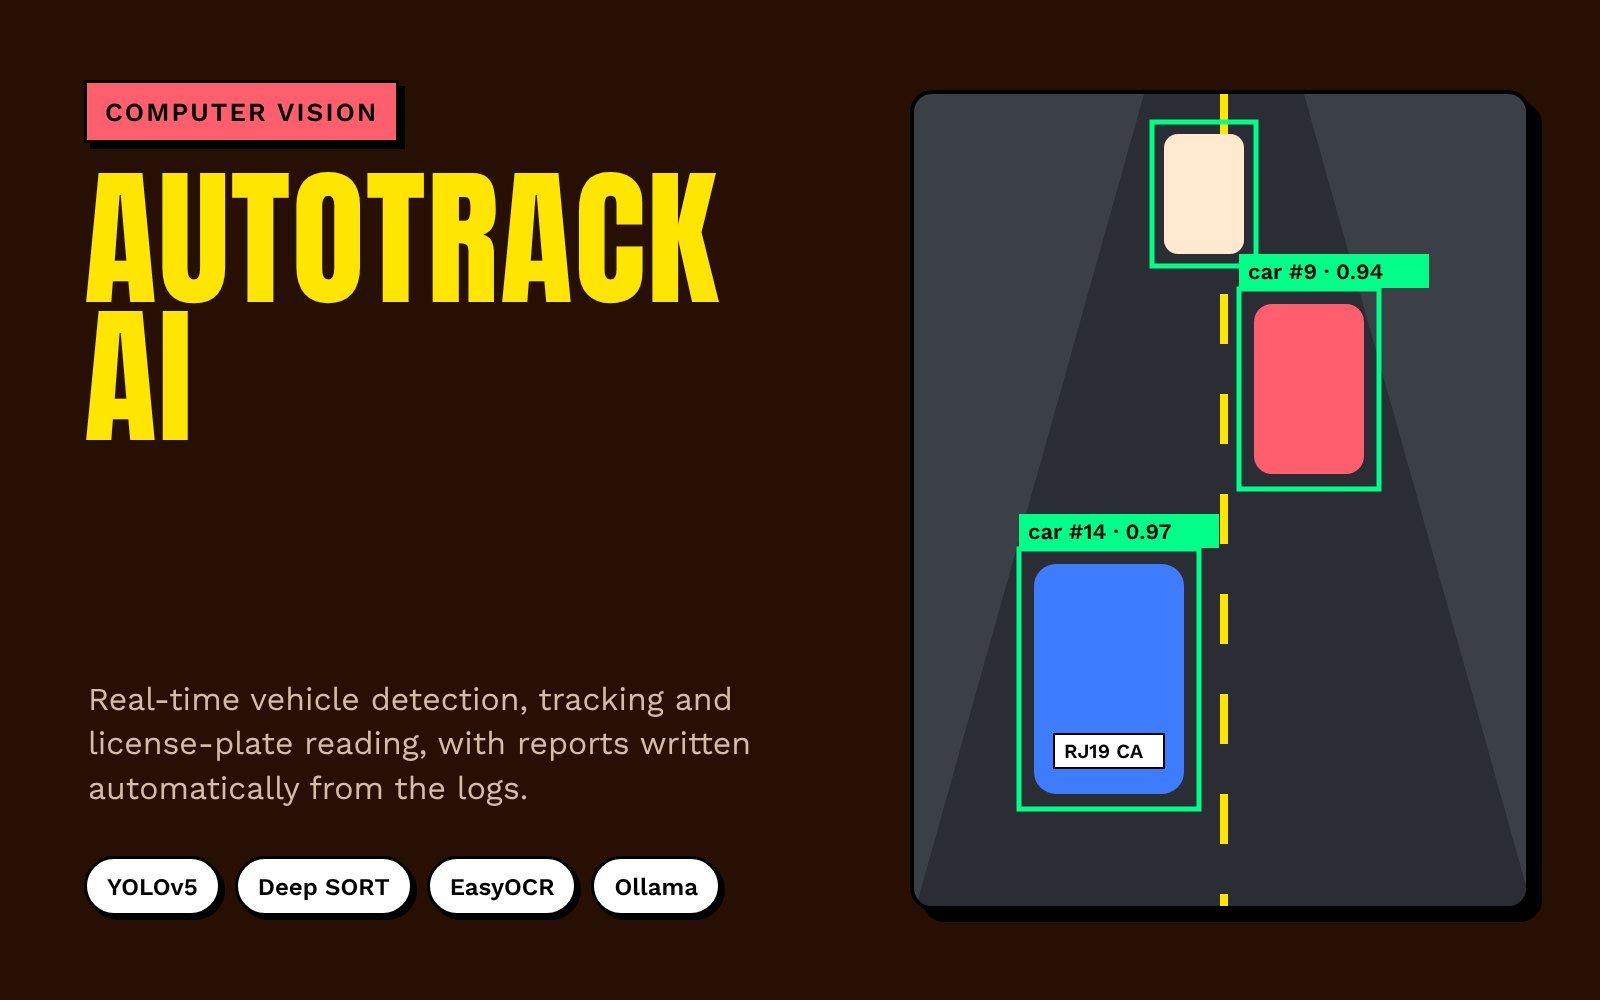 COMPUTER VISION
AUTOTRACK
AI
Real-time vehicle detection, tracking and
license-plate reading, with reports written
automatically from the logs.
YOLOv5
Deep SORT
EasyOCR
Ollama
car #9 · 0.94
car #14 · 0.97
RJ19 CA